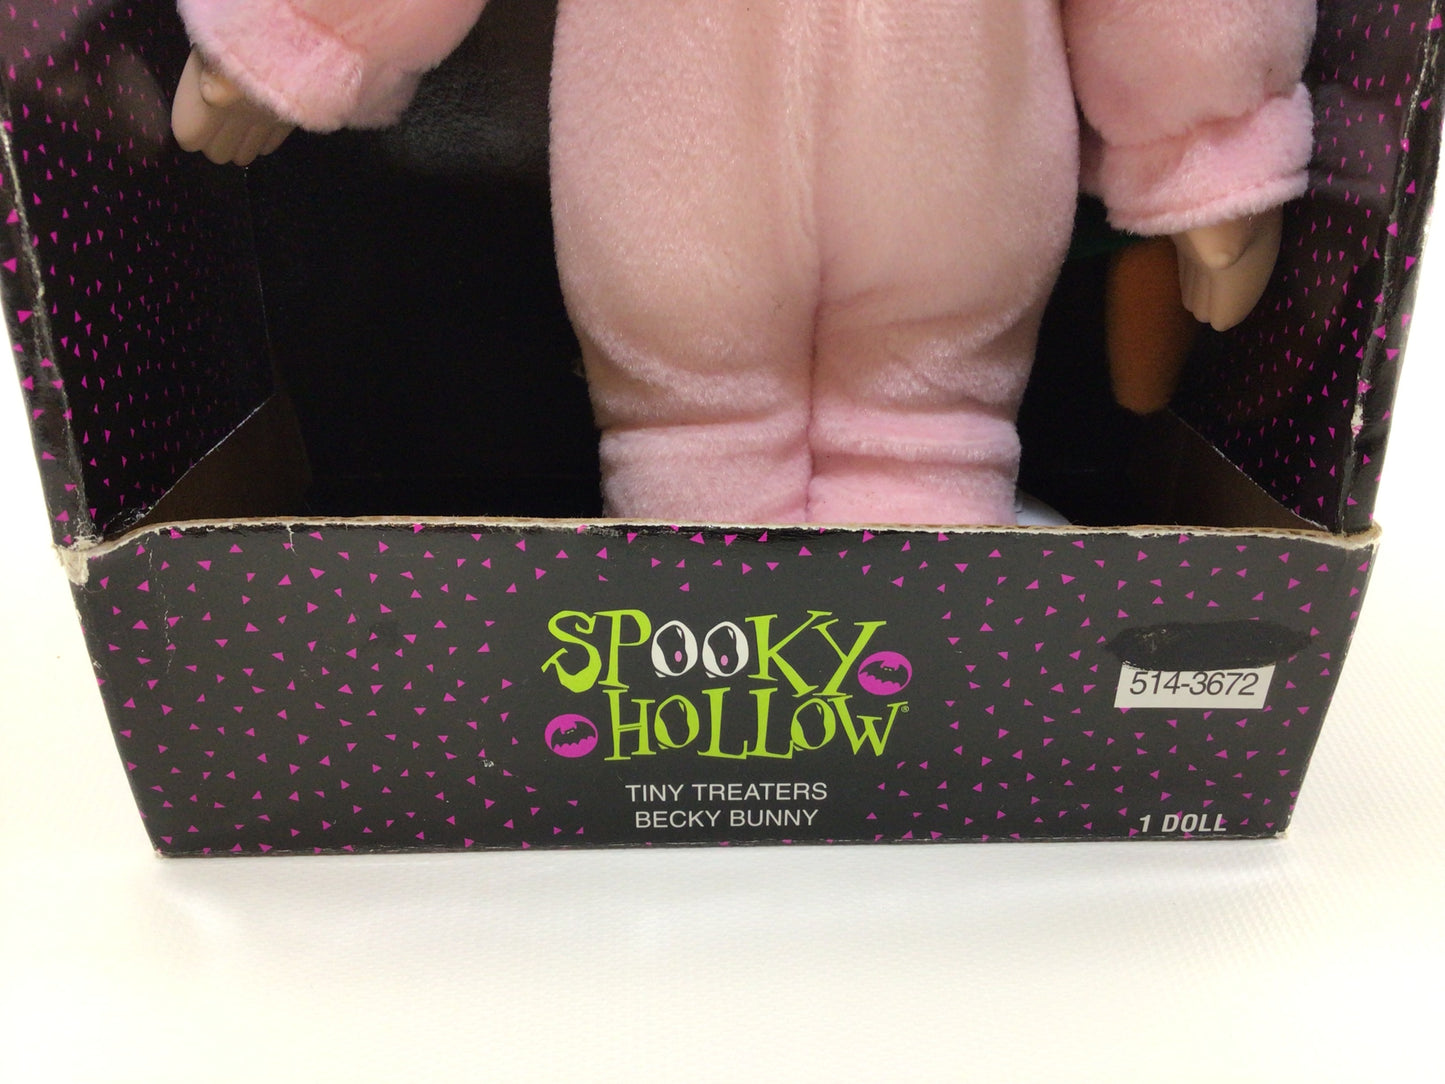 SPOOKY
HOLLOW®
TINY TREATERS
BECKY BUNNY
514-3672
1 DOLL